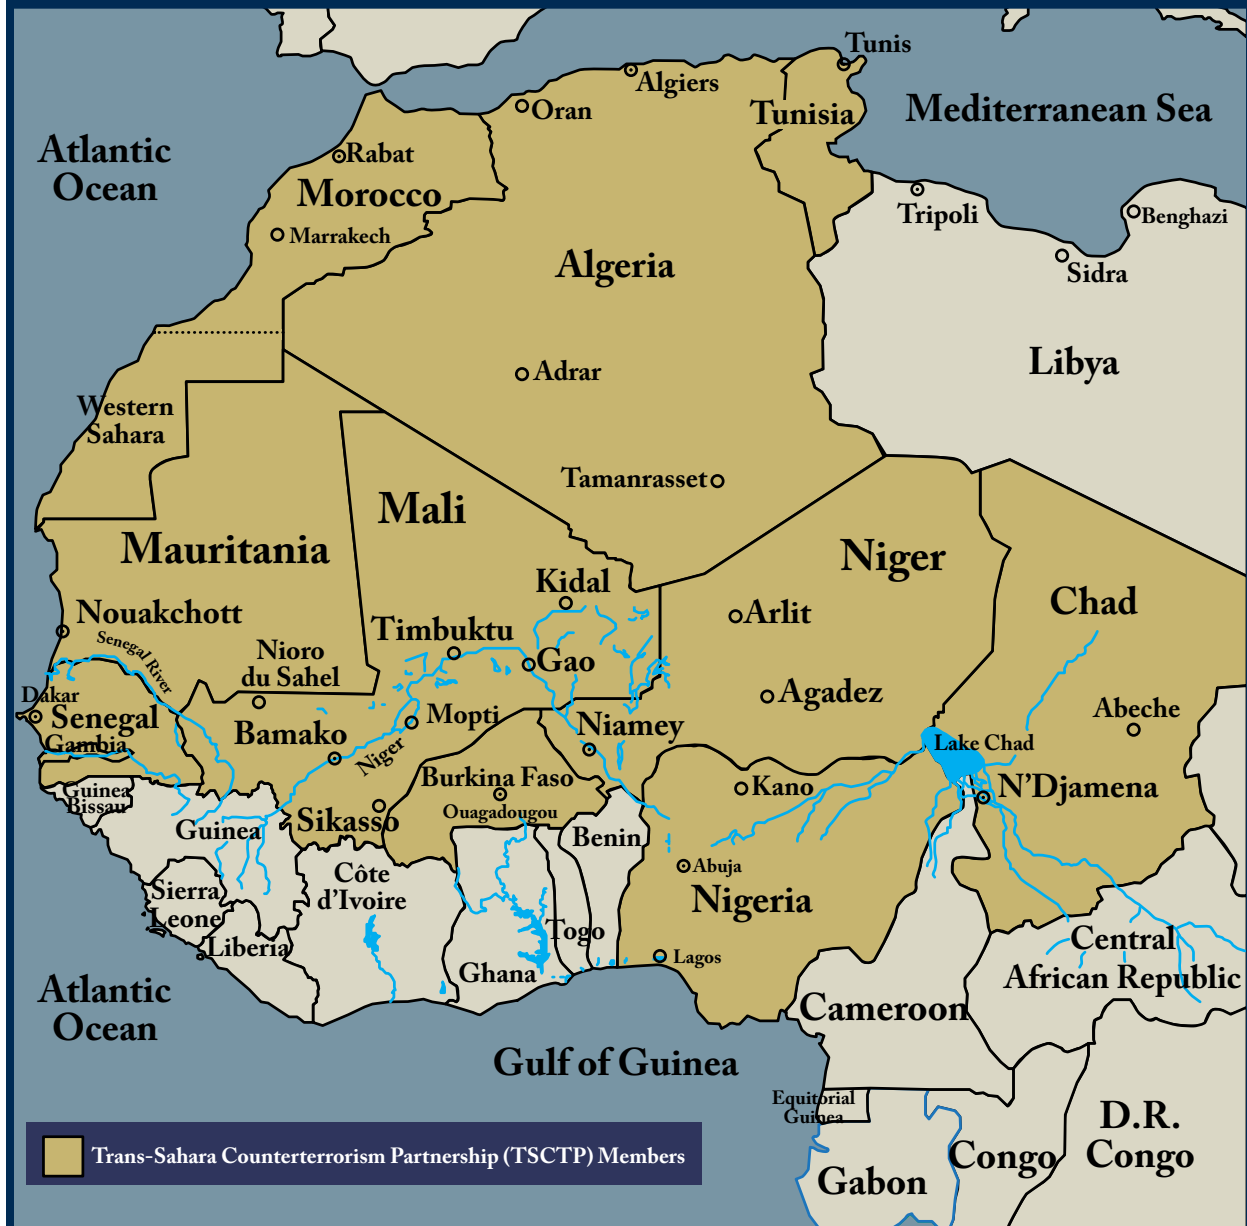 Tunis
Algiers
Oran
Tunisia
Mediterranean Sea
Atlantic
Ocean
Rabat
Morocco
Marrakech
Tripoli
Benghazi
Sidra
Algeria
Libya
Adrar
Western
Sahara
Tamanrasset
Mali
Mauritania
Niger
Kidal
Chad
Nouakchott
Arlit
Timbuktu
Senegal River
Nioro
du Sahel
Gao
Agadez
Dakar
Senegal
Gambia
Mopti
Abeche
Bamako
Niger
Niamey
Lake Chad
Burkina Faso
Ouagadougou
Kano
N'Djamena
Guinea
Bissau
Guinea
Sikasso
Benin
Côte
d'Ivoire
Abuja
Nigeria
Sierra
Leone
Liberia
Togo
Ghana
Lagos
Central
African Republic
Atlantic
Ocean
Cameroon
Gulf of Guinea
Equitorial
Guinea
D.R.
Congo
Congo
Gabon
Trans-Sahara Counterterrorism Partnership (TSCTP) Members